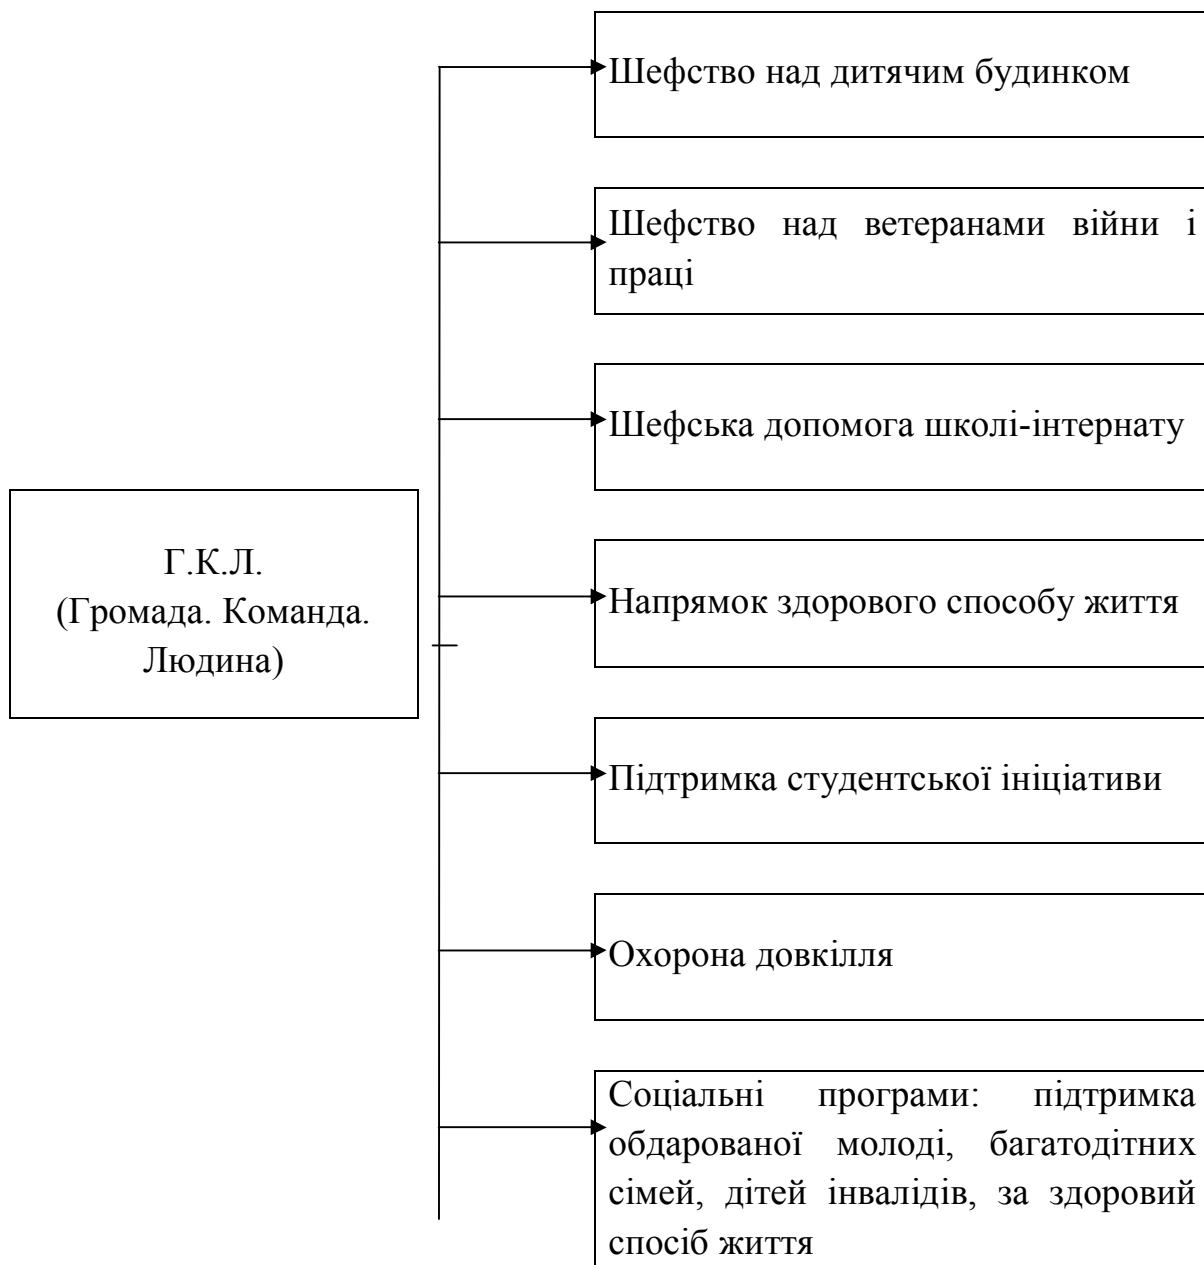 Шефство над дитячим будинком
Шефство над ветеранами війни і
праці
Шефська допомога школі-інтернату
Г.К.Л.
(Громада. Команда.
Людина)
Напрямок здорового способу життя
Підтримка студентської ініціативи
Охорона довкілля
Соціальні програми: підтримка
обдарованої молоді, багатодітних
сімей, дітей інвалідів, за здоровий
спосіб життя